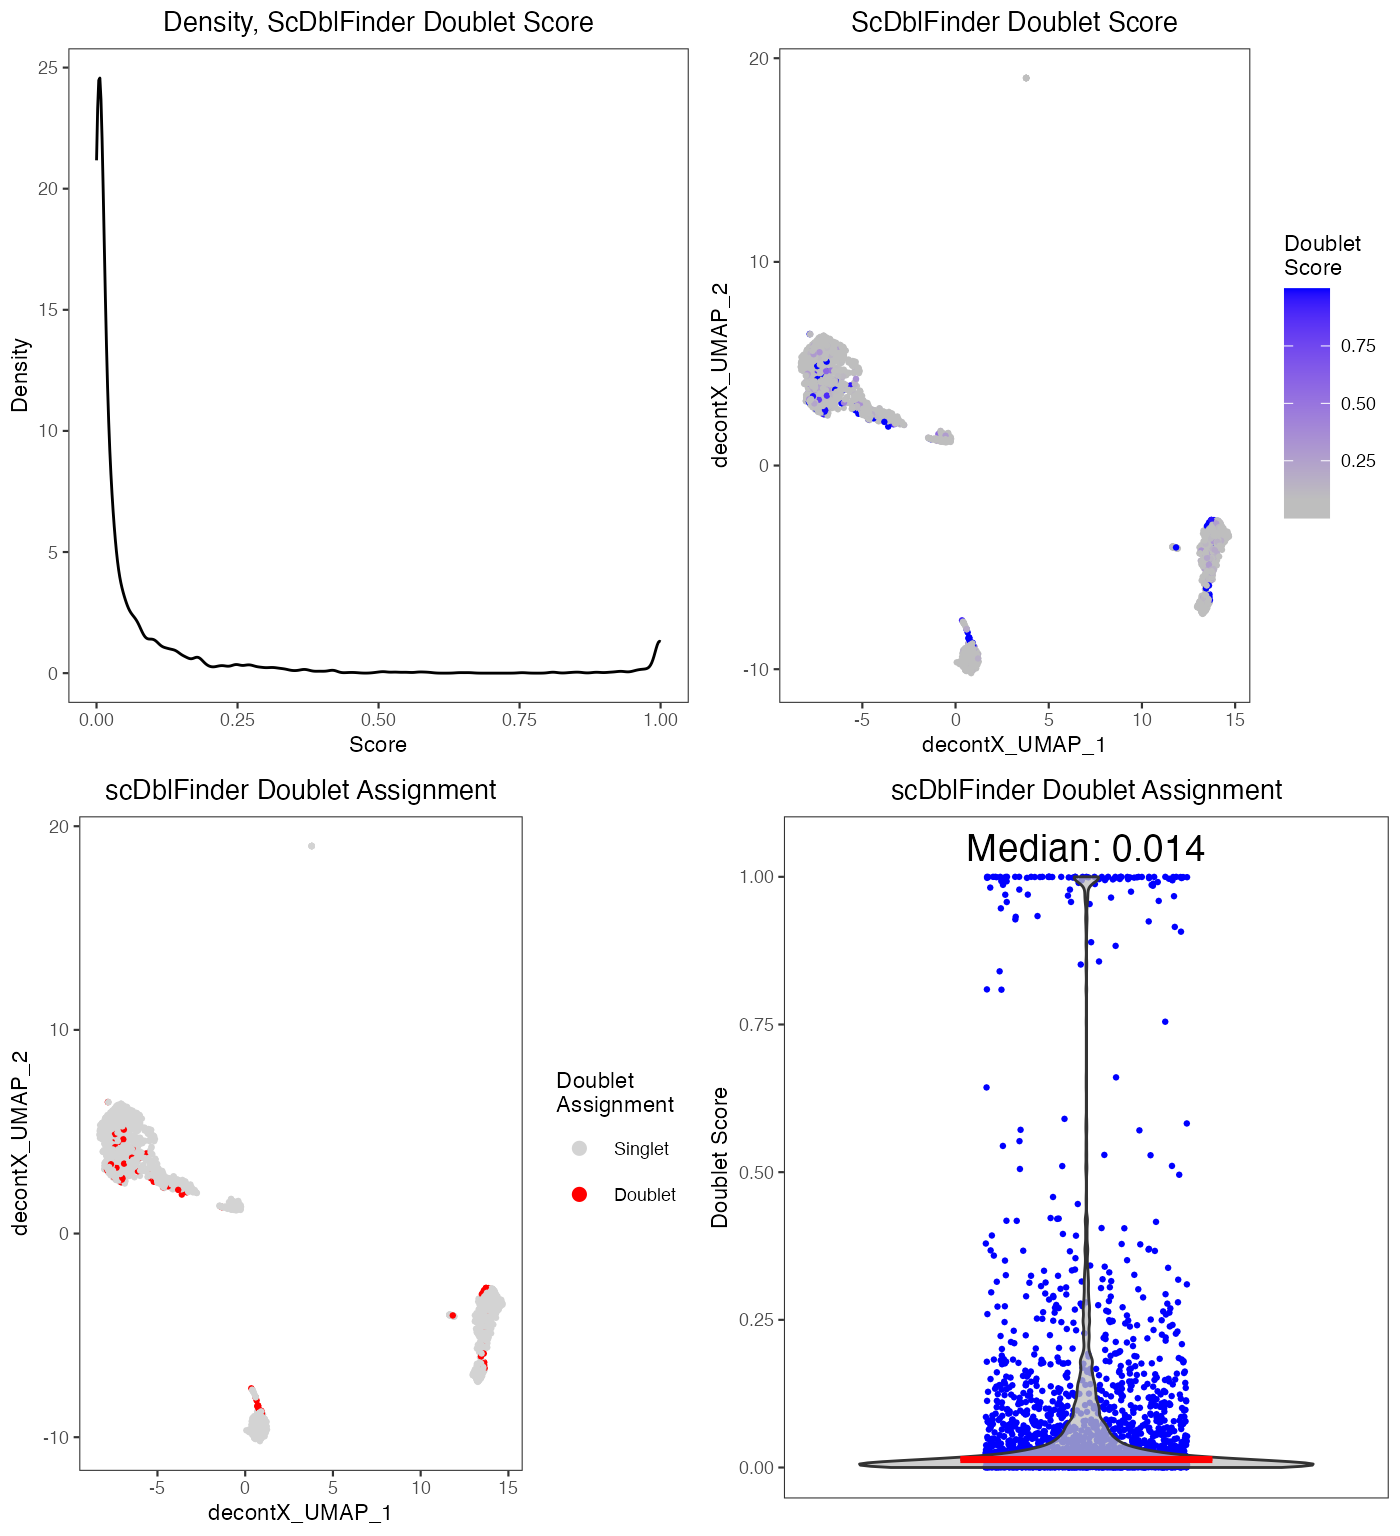 Density, ScDblFinder Doublet Score
25
20
15
10
5
0
Density
0.00
0.25
0.50
0.75
1.00
Score
ScDblFinder Doublet Score
20
10
0
-10
decontX_UMAP_2
-5
0
5
10
15
decontX_UMAP_1
Doublet
Score
0.75
0.50
0.25
scDblFinder Doublet Assignment
20
10
0
-10
decontX_UMAP_2
-5
0
5
10
15
decontX_UMAP_1
Doublet
Assignment
Singlet
Doublet
scDblFinder Doublet Assignment
Median: 0.014
1.00
0.75
0.50
0.25
0.00
Doublet Score